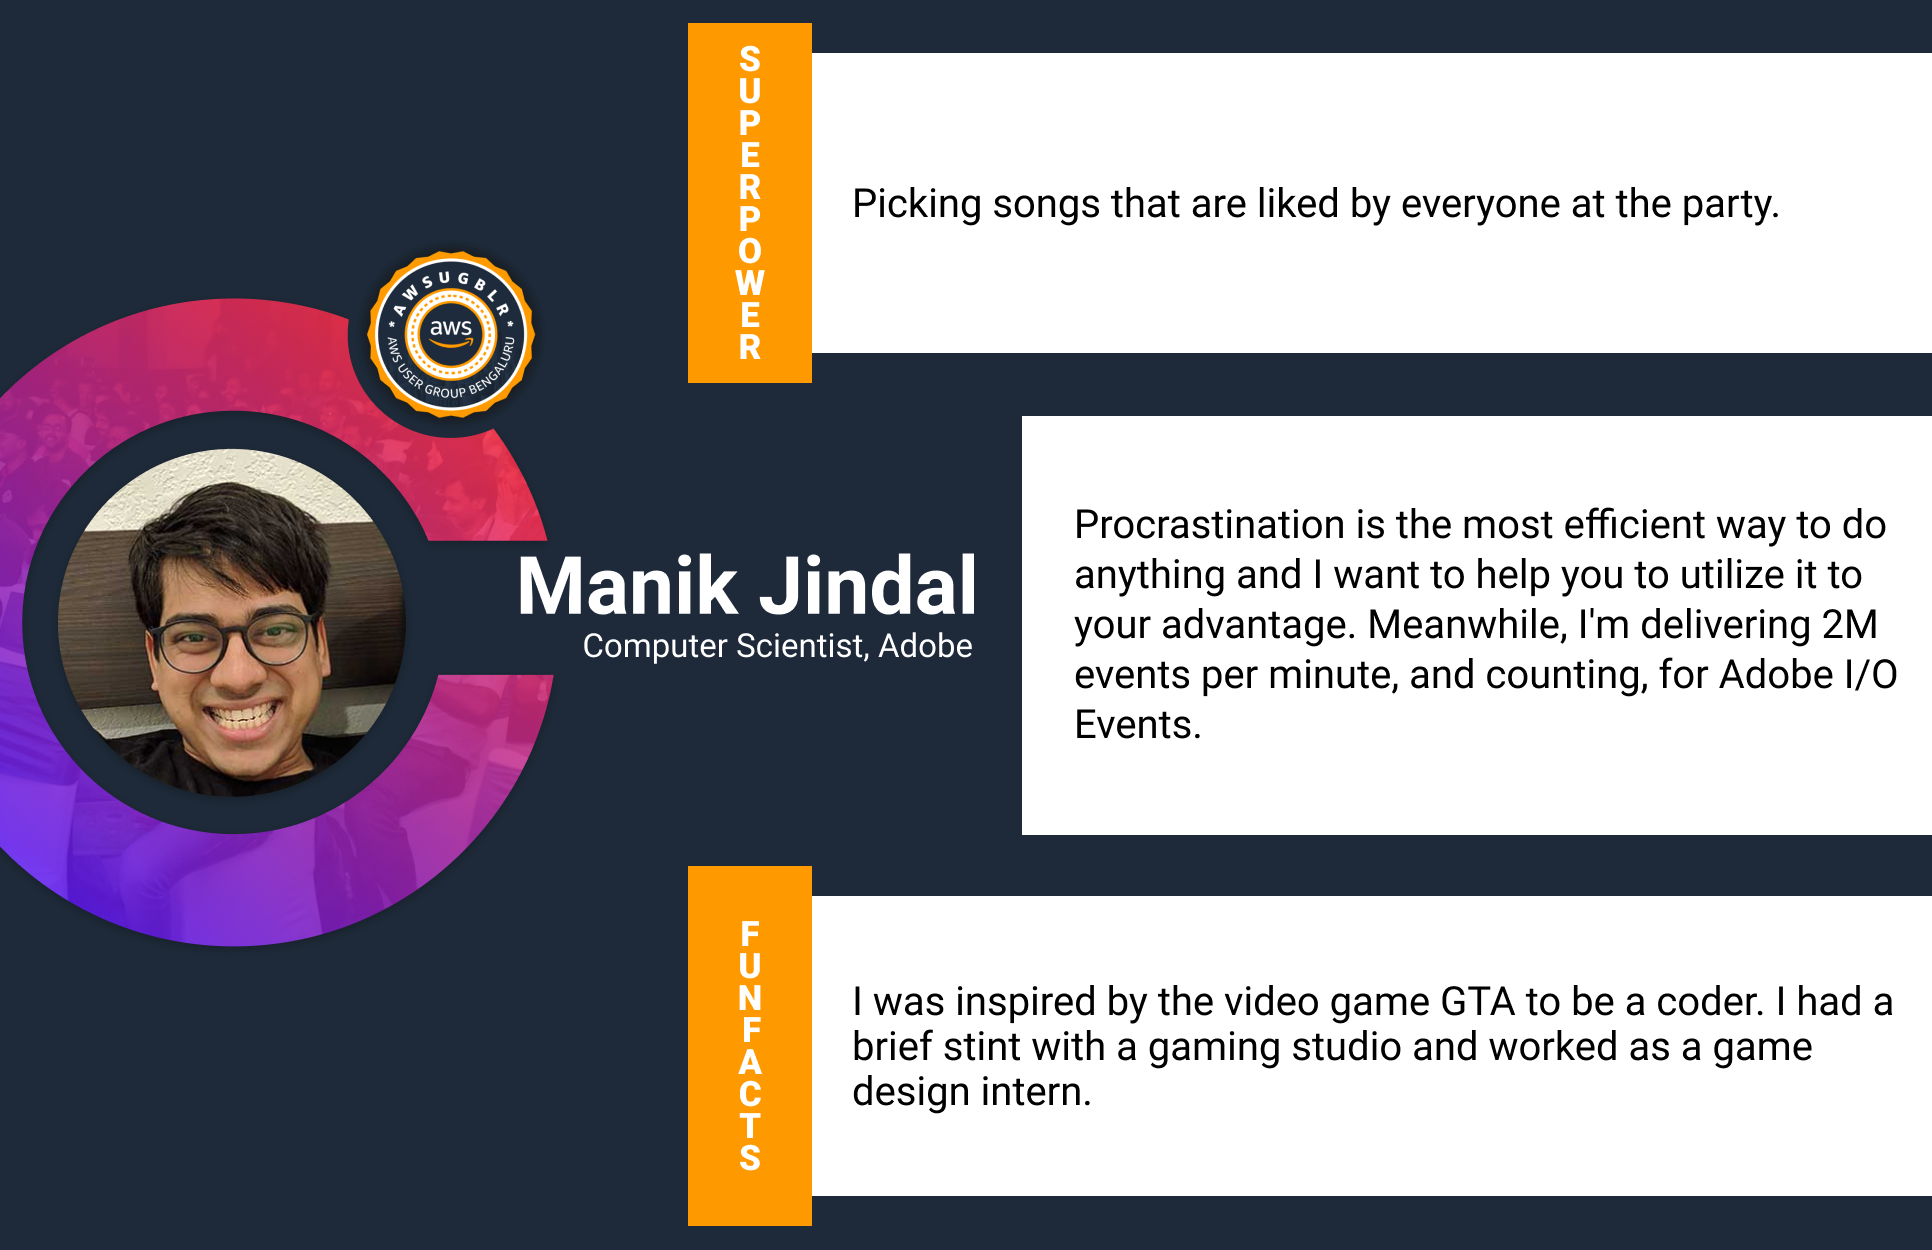 SUPERPOWER
Picking songs that are liked by everyone at the party.
AWSUGBLR
aws
AWS USER GROUP BENGALURU
Manik Jindal
Computer Scientist, Adobe
Procrastination is the most efficient way to do
anything and I want to help you to utilize it to
your advantage. Meanwhile, I'm delivering 2M
events per minute, and counting, for Adobe I/O
Events.
FUNFACTS
I was inspired by the video game GTA to be a coder. I had a
brief stint with a gaming studio and worked as a game
design intern.